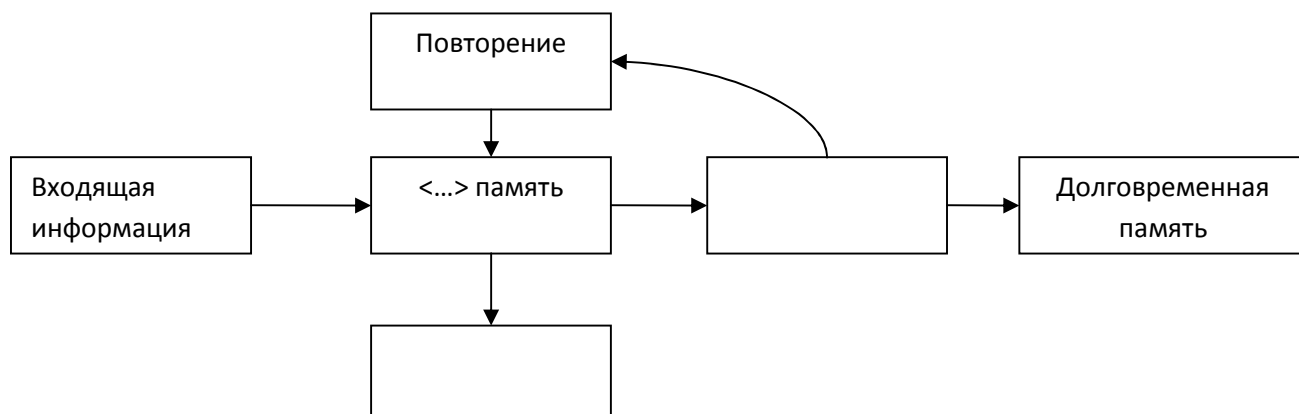 Повторение
Входящая
информация
<...> память
Долговременная
память